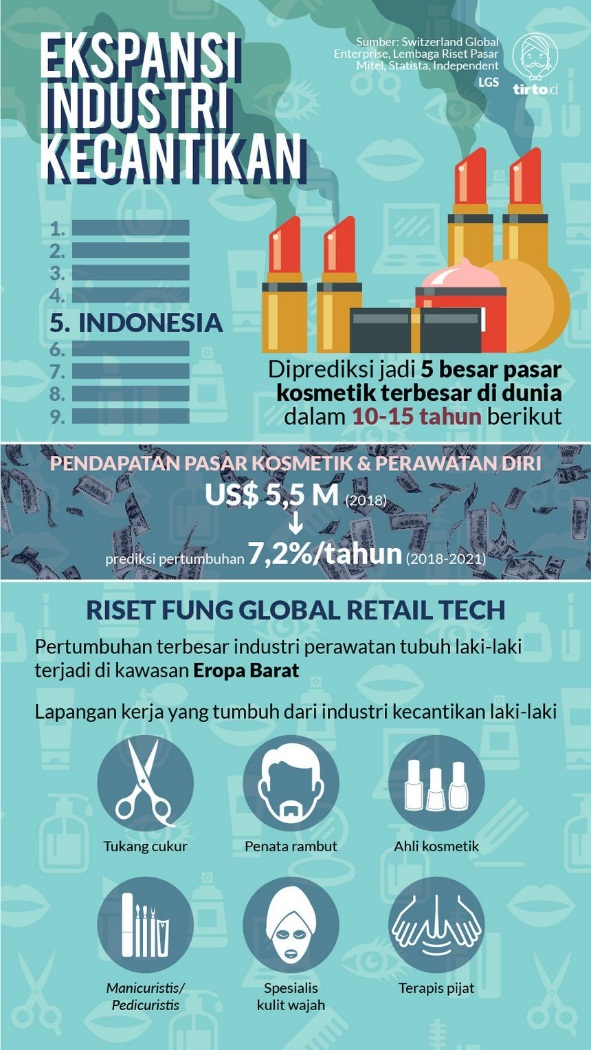 EKSPANSI
INDUSTRI
KECANTIKAN
Sumber: Switzerland Global
Enterprise, Lembaga Riset Pasar
Mitel, Statista, Independent
LGS
tirto.id
1.
2.
3.
4.
5. INDONESIA
6.
7.
8.
9.
Diprediksi jadi 5 besar pasar
kosmetik terbesar di dunia
dalam 10-15 tahun berikut
PENDAPATAN PASAR KOSMETIK & PERAWATAN DIRI
US$ 5,5 M (2018)
prediksi pertumbuhan 7,2%/tahun (2018-2021)
RISET FUNG GLOBAL RETAIL TECH
Pertumbuhan terbesar industri perawatan tubuh laki-laki
terjadi di kawasan Eropa Barat
Lapangan kerja yang tumbuh dari industri kecantikan laki-laki
Tukang cukur
Penata rambut
Ahli kosmetik
Manicuristis/
Pedicuristis
Spesialis
kulit wajah
Terapis pijat